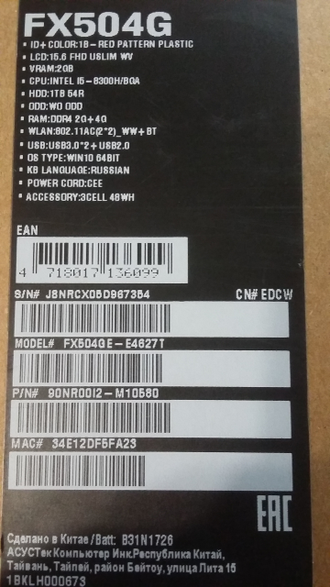 FX504G
• ID+ COLOR:1B-RED PATTERN PLASTIC
• LCD:15.6 FHD USLIM WV
• VRAM:2GB
• CPU:INTEL I5-8300H/BGA
• HDD:1TB 54R
• ODD:WO ODD
• RAM:DDR4 2G+4G
• WLAN:802.11AC(2*2)_WW+BT
• USB:USB3.0*2+USB2.0
• OS TYPE:WIN10 64BIT
• KB LANGUAGE:RUSSIAN
• POWER CORD:CEE
• ACCESSORY:3CELL 48WH
EAN
4 718017 136099
S/N# J8NRCX05D967354 CN# EDCW
MODEL# FX504GE-E4627T
P/N# 90NR00I2-M10580
MAC# 34E12DF5FA23
EAC
Сделано в Китае /Batt: B31N1726
АСУСТек Компьютер Инк.Республика Китай,
Тайвань, Тайпей, район Бейтоу, улица Лита 15
1BKLH000673